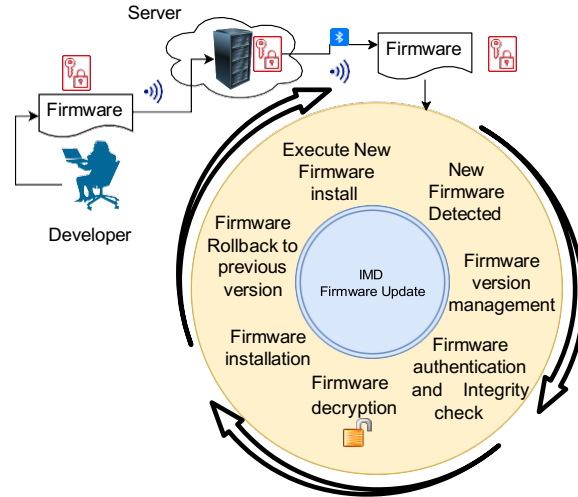 Server
Firmware
Firmware
Developer
Execute New
Firmware
install
New
Firmware
Detected
Firmware
version
management
Firmware
authentication
and Integrity
check
Firmware
decryption
Firmware
installation
Firmware
Rollback to
previous
version
IMD
Firmware Update